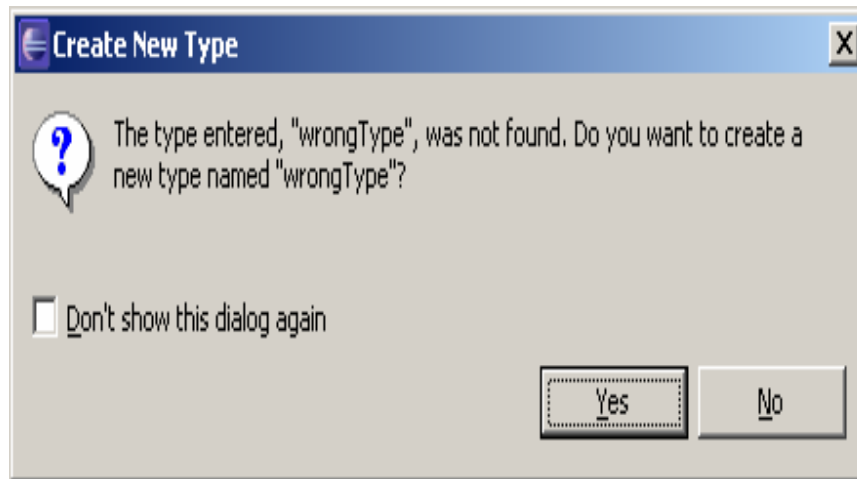 Create New Type
The type entered, "wrongType", was not found. Do you want to create a
new type named "wrongType"?
Don't show this dialog again
Yes
No